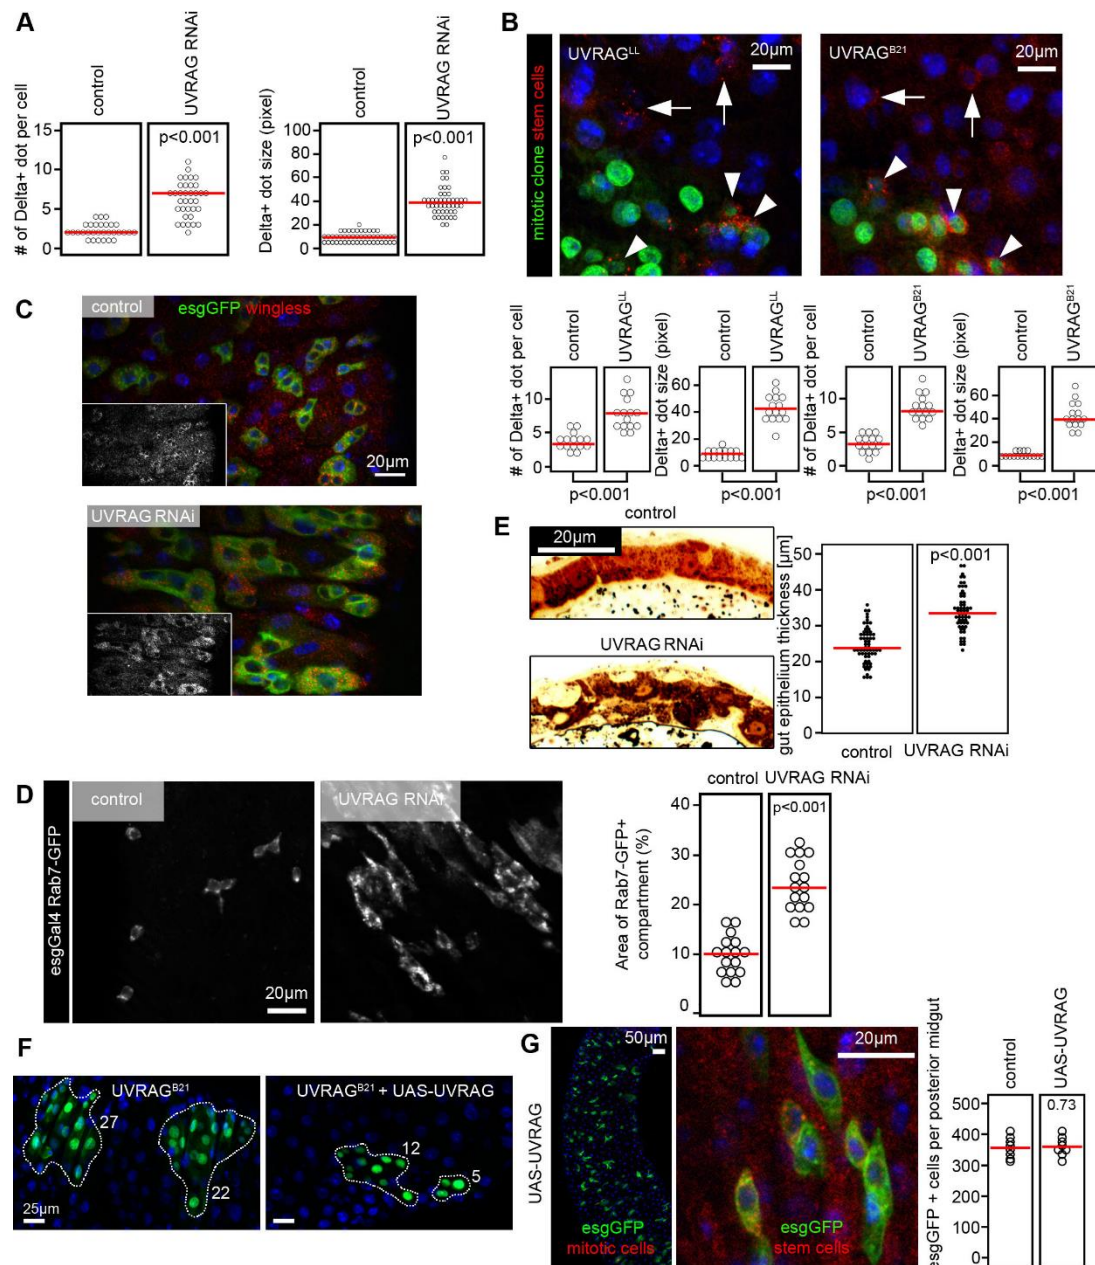 A
control
UVRAG RNAi
# of Delta+ dot per cell
15
10
5
0
p<0.001
control
UVRAG RNAi
Delta+ dot size (pixel)
100
80
60
40
20
0
p<0.001
B
mitotic clone stem cells
UVRAG^LL
20µm
UVRAG^B21
20µm
control
UVRAG^LL
# of Delta+ dot per cell
10
5
0
p<0.001
control
UVRAG^LL
Delta+ dot size (pixel)
60
40
20
0
p<0.001
control
UVRAG^B21
# of Delta+ dot per cell
10
5
0
p<0.001
control
UVRAG^B21
Delta+ dot size (pixel)
60
40
20
0
p<0.001
C
control
esgGFP wingless
20µm
UVRAG RNAi
E
control
20µm
UVRAG RNAi
gut epithelium thickness [µm]
50
40
30
20
10
0
p<0.001
control
UVRAG RNAi
D
esgGal4 Rab7-GFP
control
20µm
UVRAG RNAi
control
UVRAG RNAi
Area of Rab7-GFP+
compartment (%)
40
30
20
10
0
p<0.001
F
UVRAG^B21
27
22
25µm
UVRAG^B21 + UAS-UVRAG
12
5
G
UAS-UVRAG
50µm
esgGFP
mitotic cells
20µm
esgGFP
stem cells
control
UAS-UVRAG
esgGFP + cells per posterior midgut
500
400
300
200
100
0
0.73